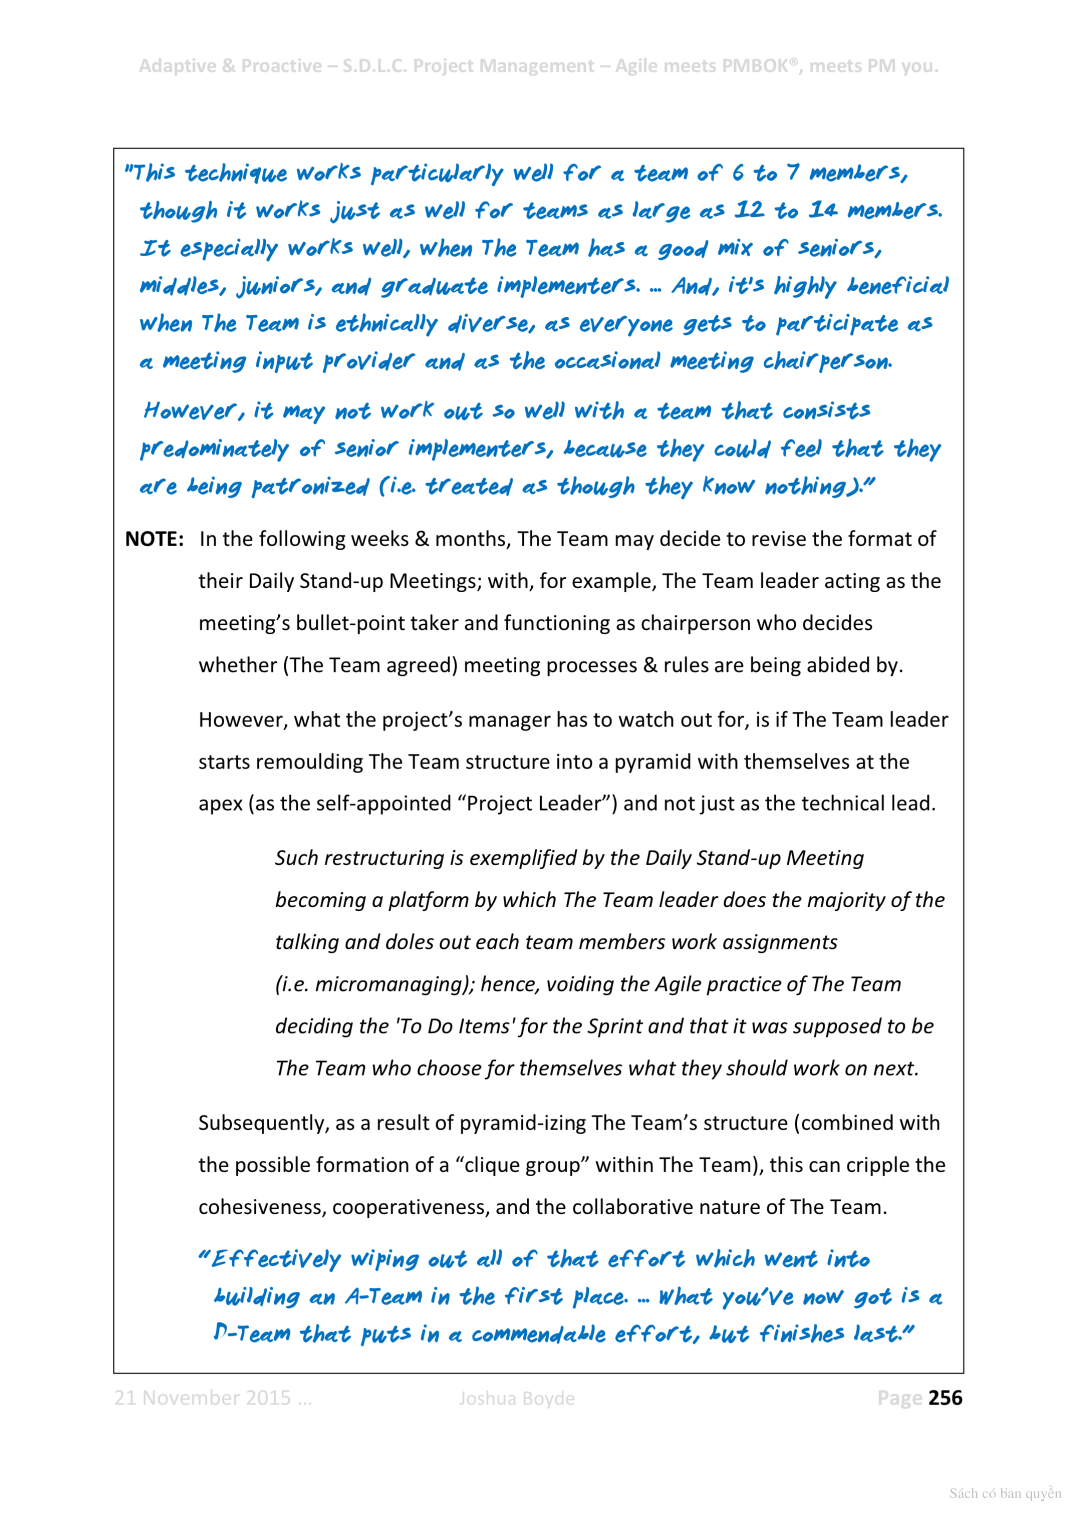 Adaptive & Proactive – S.D.L.C. Project Management – Agile meets PMBOK®, meets PM you.
"This technique works particularly well for a team of 6 to 7 members,
though it works just as well for teams as large as 12 to 14 members.
It especially works well, when The Team has a good mix of seniors,
middles, juniors, and graduate implementers. ... And, it's highly beneficial
when The Team is ethnically diverse, as everyone gets to participate as
a meeting input provider and as the occasional meeting chairperson.
However, it may not work out so well with a team that consists
predominately of senior implementers, because they could feel that they
are being patronized (i.e. treated as though they know nothing)."
NOTE: In the following weeks & months, The Team may decide to revise the format of
their Daily Stand-up Meetings; with, for example, The Team leader acting as the
meeting’s bullet-point taker and functioning as chairperson who decides
whether (The Team agreed) meeting processes & rules are being abided by.
However, what the project’s manager has to watch out for, is if The Team leader
starts remoulding The Team structure into a pyramid with themselves at the
apex (as the self-appointed “Project Leader”) and not just as the technical lead.
Such restructuring is exemplified by the Daily Stand-up Meeting
becoming a platform by which The Team leader does the majority of the
talking and doles out each team members work assignments
(i.e. micromanaging); hence, voiding the Agile practice of The Team
deciding the 'To Do Items' for the Sprint and that it was supposed to be
The Team who choose for themselves what they should work on next.
Subsequently, as a result of pyramid-izing The Team’s structure (combined with
the possible formation of a “clique group” within The Team), this can cripple the
cohesiveness, cooperativeness, and the collaborative nature of The Team.
“Effectively wiping out all of that effort which went into
building an A-Team in the first place. ... What you’ve now got is a
D-Team that puts in a commendable effort, but finishes last.”
21 November 2015 ... Joshua Boyde Page 256
Sách có bản quyền